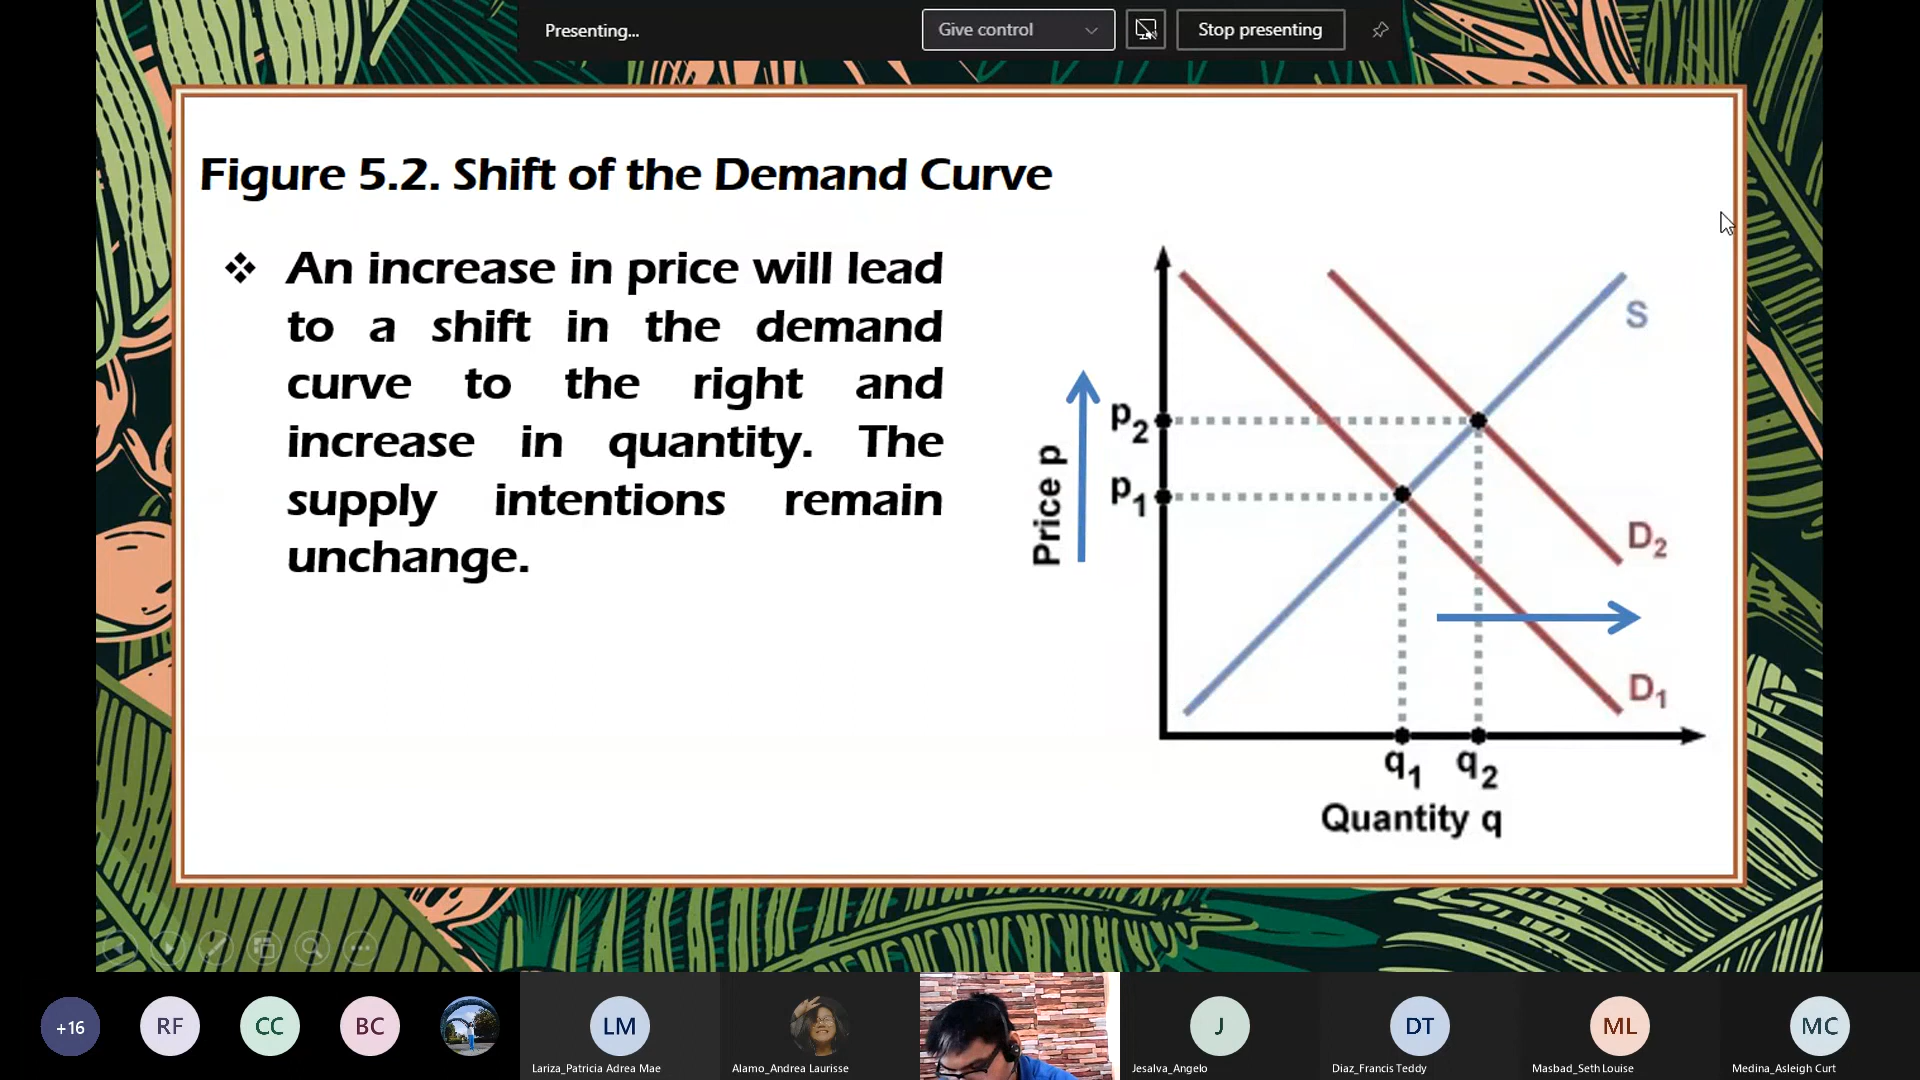 Presenting...
Give control
Stop presenting
Figure 5.2. Shift of the Demand Curve
❖ An increase in price will lead
to a shift in the demand
curve to the right and
increase in quantity. The
supply intentions remain
unchange.
S
p2
p1
Price p
D2
D1
q1 q2
Quantity q
+16
RF
CC
BC
LM
J
DT
ML
MC
Lariza_Patricia Adrea Mae
Alamo_Andrea Laurisse
Jesalva_Angelo
Diaz_Francis Teddy
Masbad_Seth Louise
Medina_Asleigh Curt